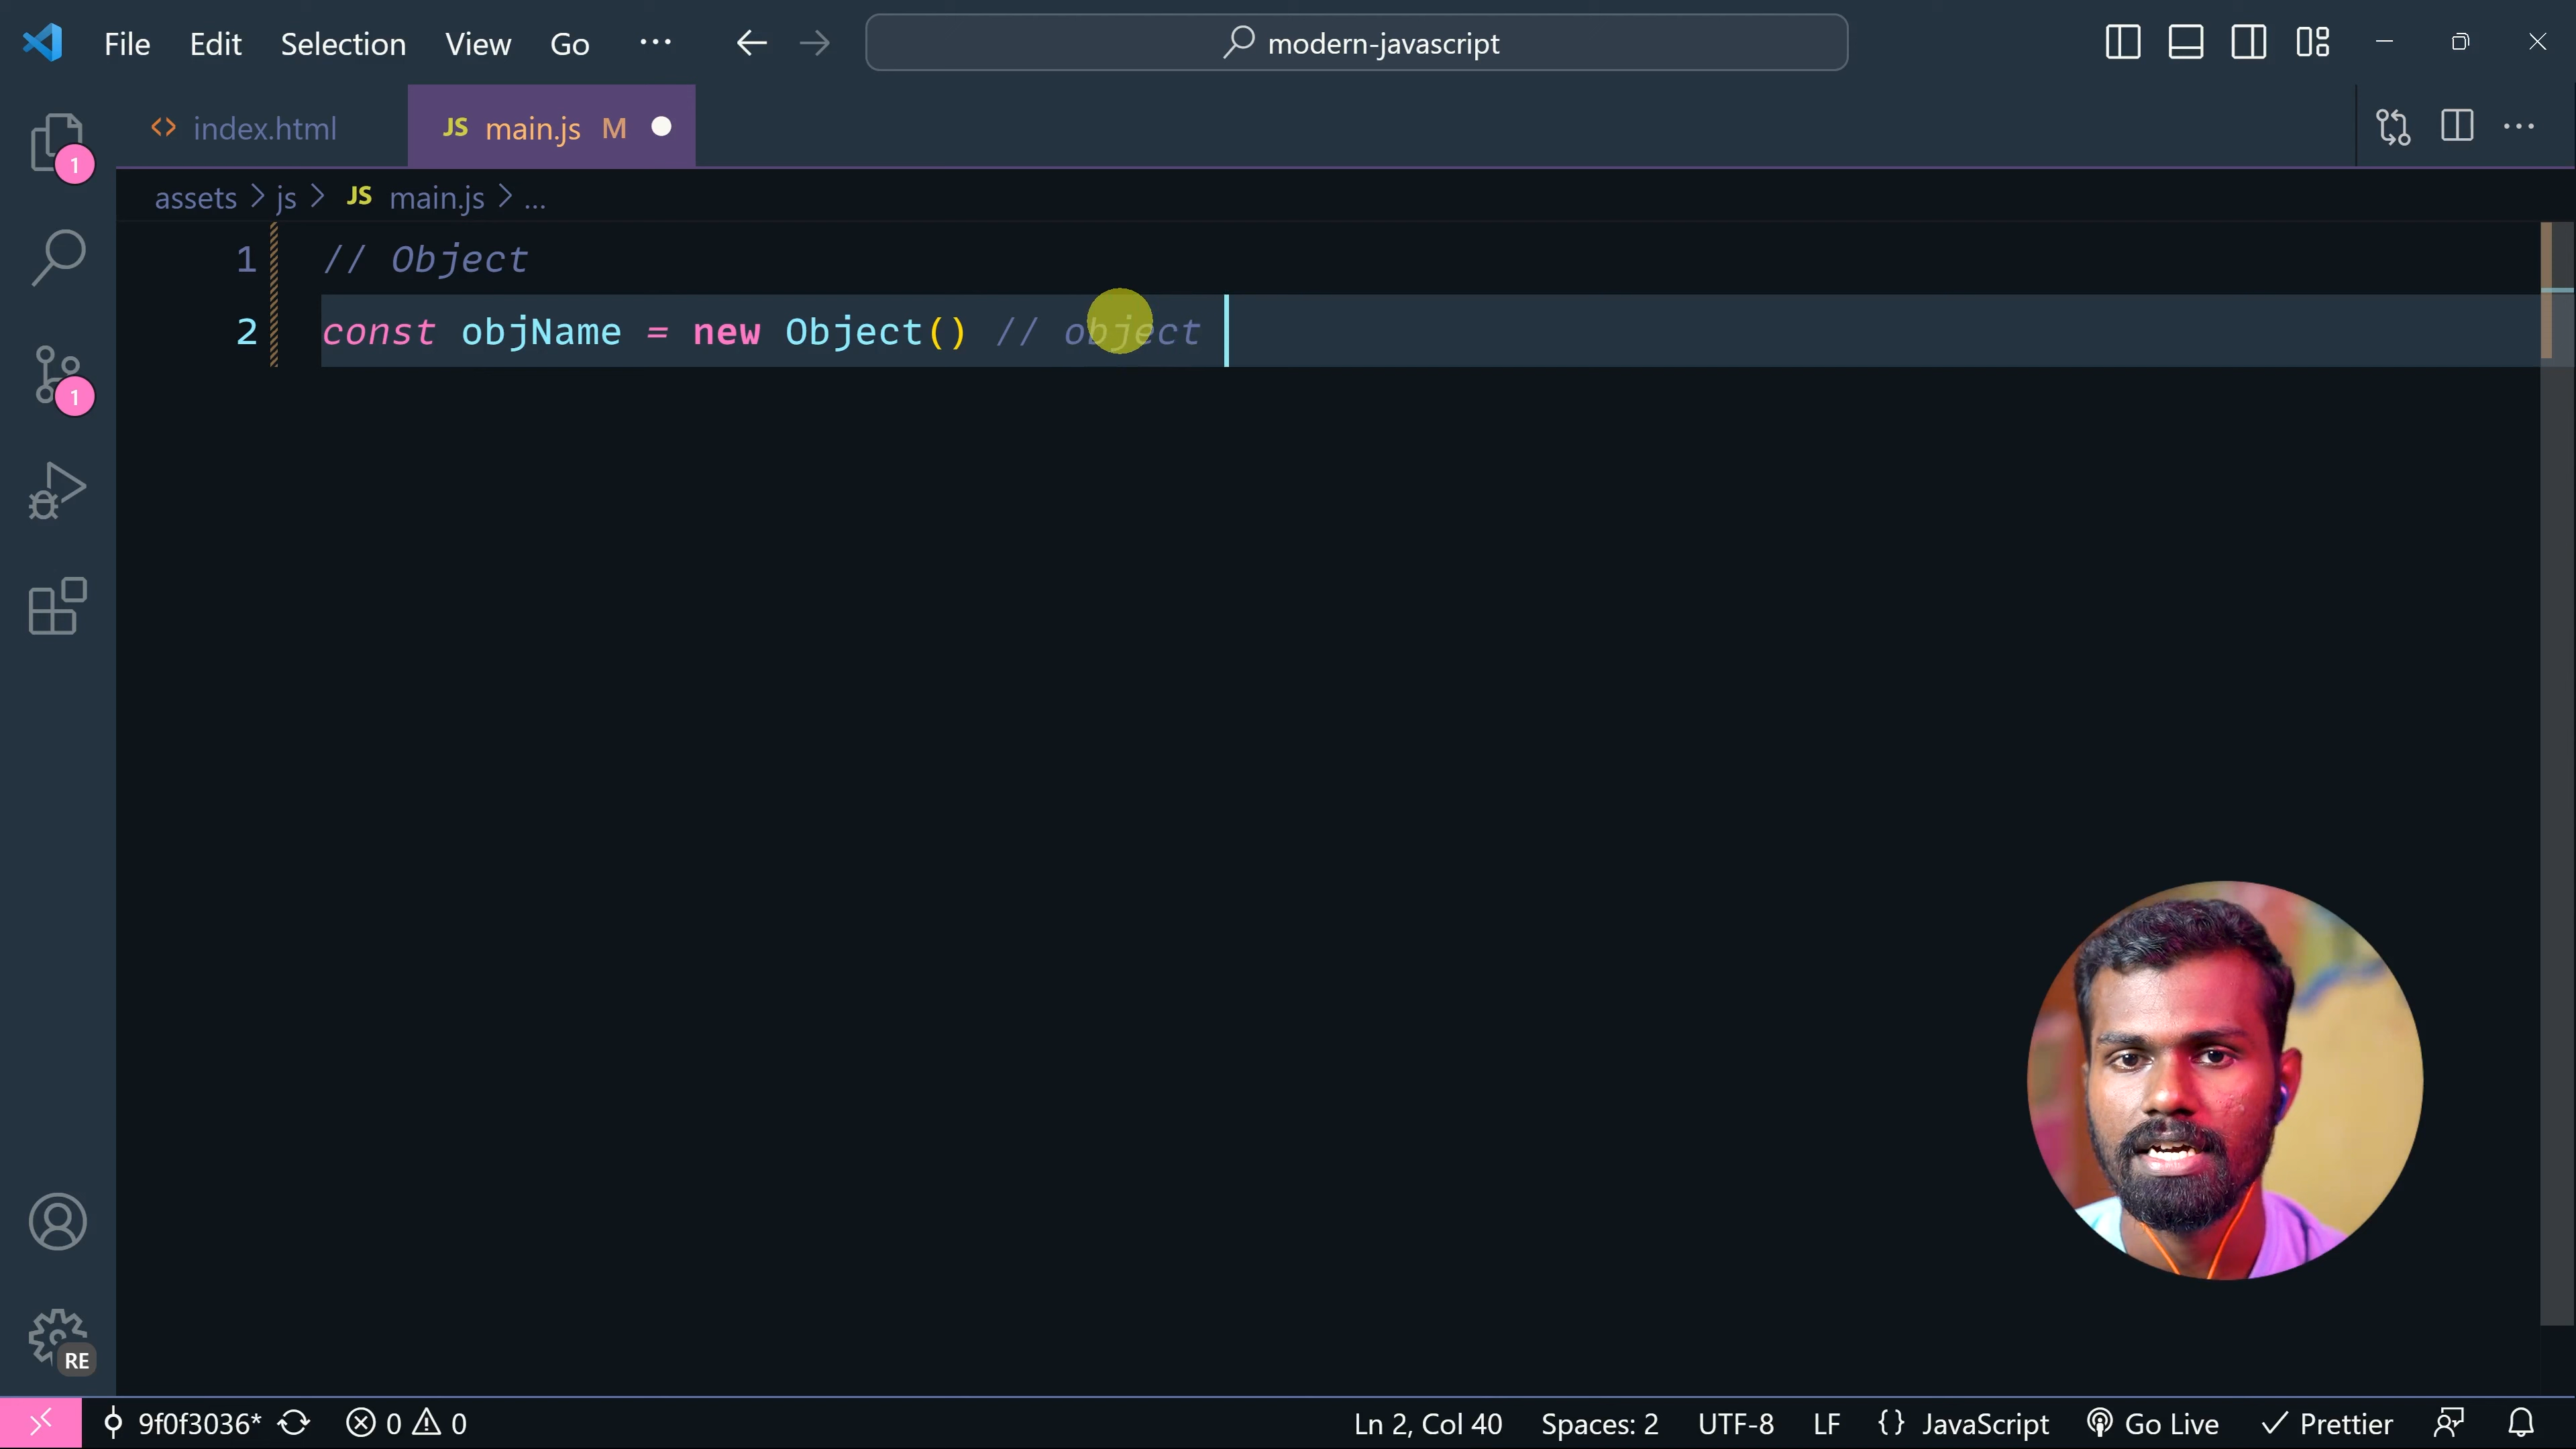 File Edit Selection View Go ··· modern-javascript
index.html JS main.js M
assets > js > JS main.js > ...
1 // Object
2 const objName = new Object() // object
1
1
RE
9f0f3036* 0 0 Ln 2, Col 40 Spaces: 2 UTF-8 LF {} JavaScript Go Live Prettier